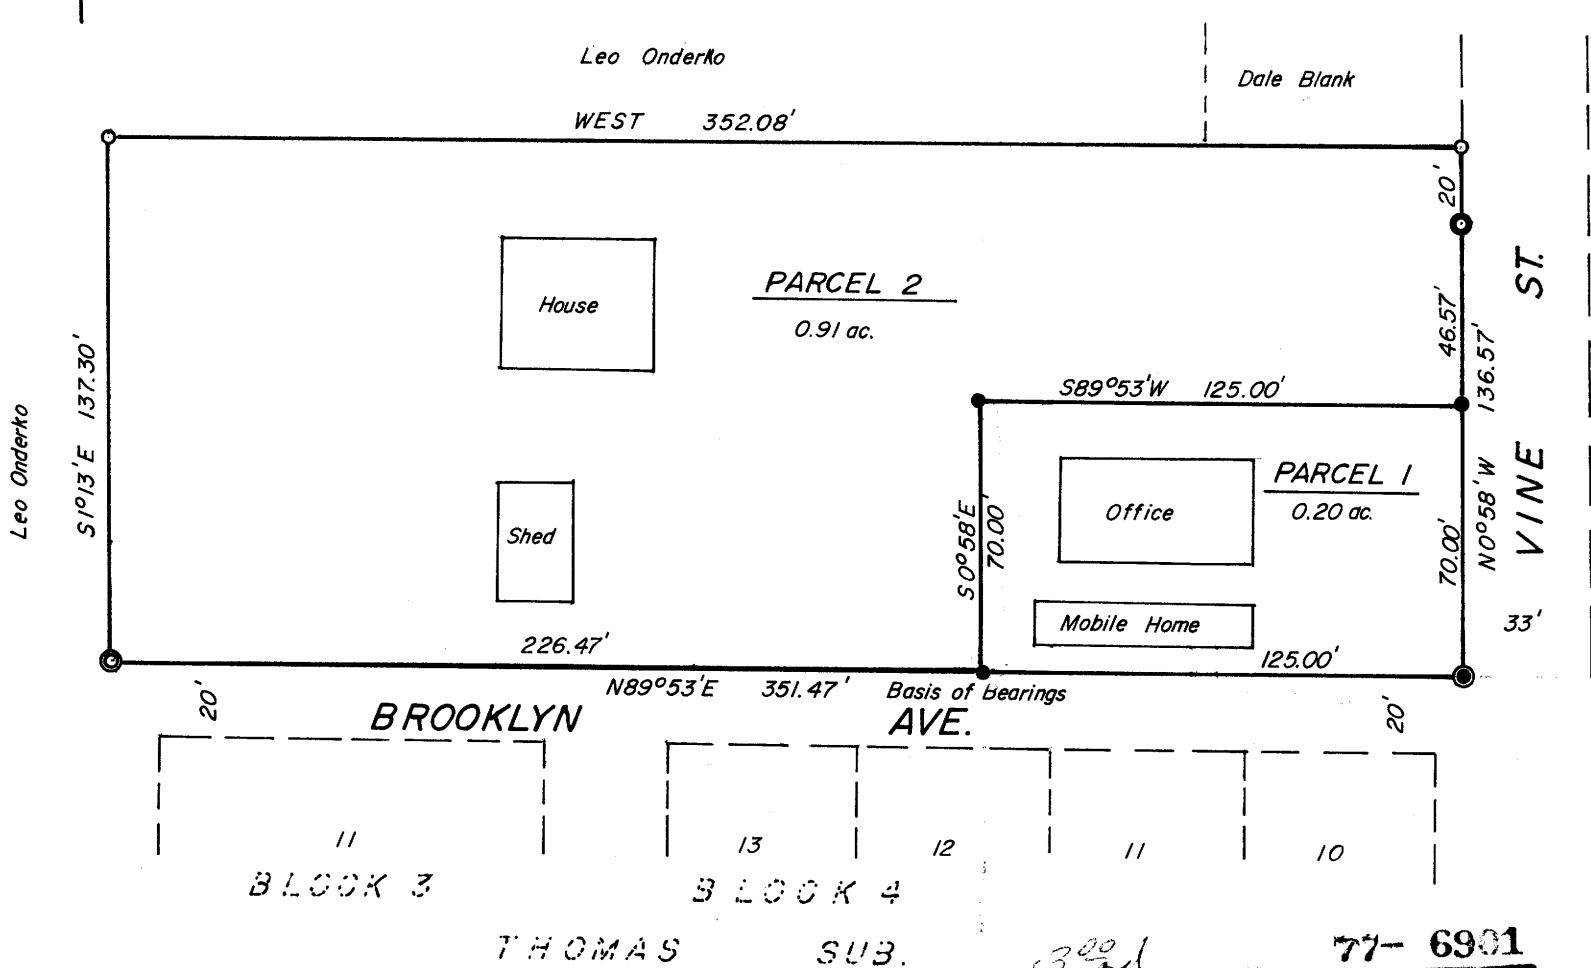 Leo Onderko
Dale Blank
WEST 352.08'
20'
PARCEL 2
0.91 ac.
House
46.57'
136.57'
VINE ST.
S1°13'E 137.30'
Leo Onderko
S89°53'W 125.00'
PARCEL 1
0.20 ac.
Office
Shed
S0°58'E
70.00'
70.00'
N0°58'W
Mobile Home
33'
226.47'
125.00'
N89°53'E 351.47' Basis of Bearings
20'
BROOKLYN AVE.
20'
11
13
12
11
10
BLOCK 3
BLOCK 4
THOMAS SUB.
77- 6901